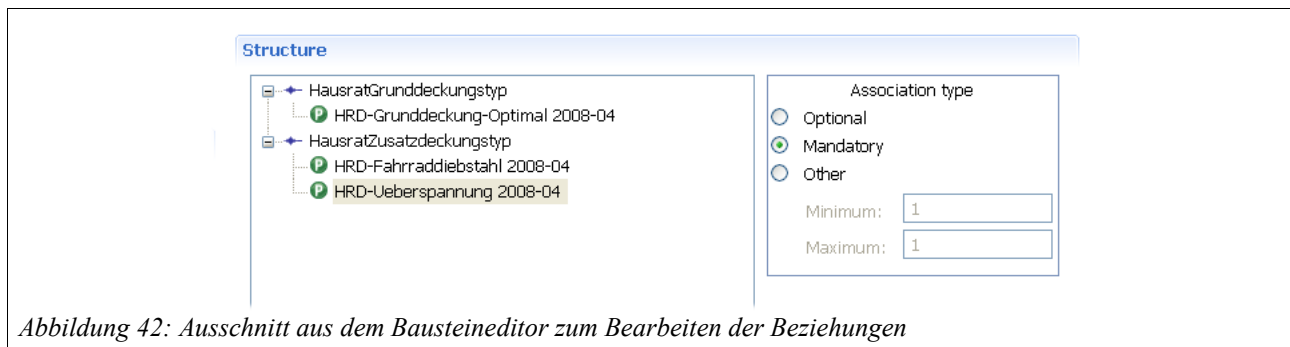 Structure
HausratGrunddeckungstyp
HRD-Grunddeckung-Optimal 2008-04
HausratZusatzdeckungstyp
HRD-Fahrraddiebstahl 2008-04
HRD-Ueberspannung 2008-04
Association type
Optional
Mandatory
Other
Minimum: 1
Maximum: 1
Abbildung 42: Ausschnitt aus dem Bausteineditor zum Bearbeiten der Beziehungen